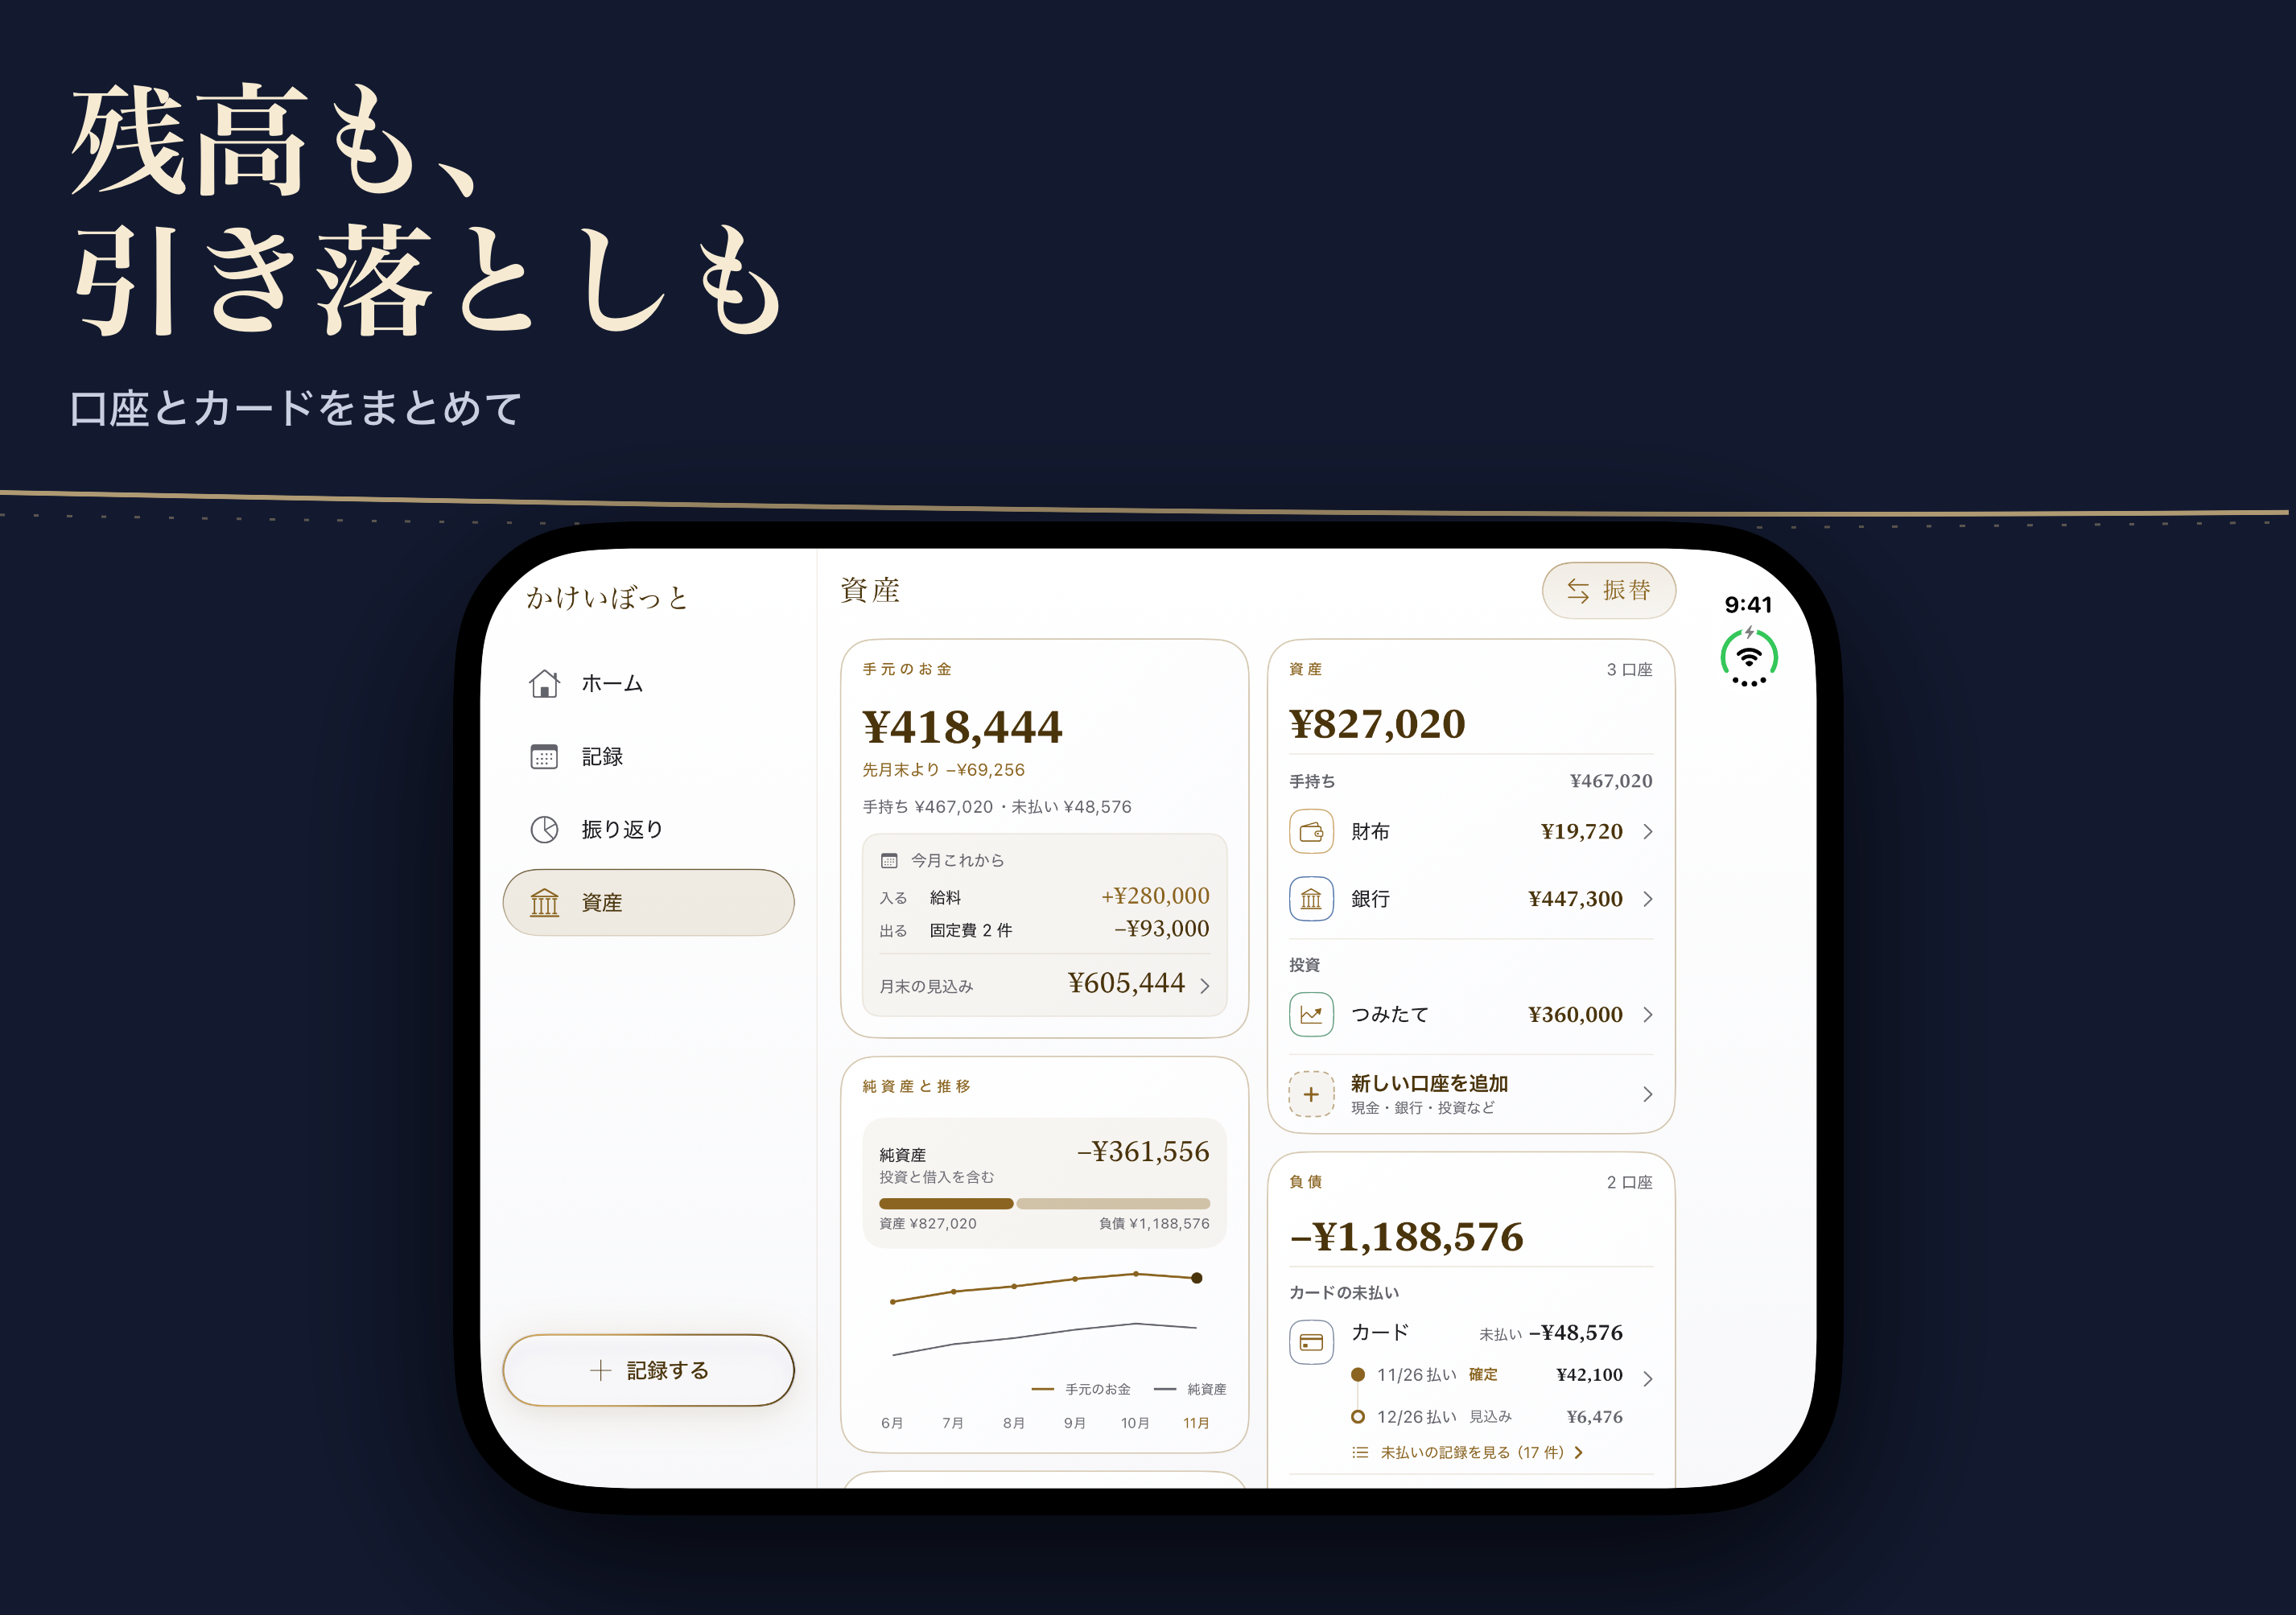 残高も、
引き落としも
口座とカードをまとめて
かけいぼっと
ホーム
記録
振り返り
資産
記録する
資産
振替
9:41
手元のお金
¥418,444
先月末より −¥69,256
手持ち ¥467,020・未払い ¥48,576
今月これから
入る 給料 +¥280,000
出る 固定費 2 件 −¥93,000
月末の見込み ¥605,444
純資産と推移
純資産 −¥361,556
投資と借入を含む
資産 ¥827,020 負債 ¥1,188,576
手元のお金 純資産
6月 7月 8月 9月 10月 11月
資産 3 口座
¥827,020
手持ち ¥467,020
財布 ¥19,720
銀行 ¥447,300
投資
つみたて ¥360,000
新しい口座を追加
現金・銀行・投資など
負債 2 口座
−¥1,188,576
カードの未払い
カード 未払い −¥48,576
11/26 払い 確定 ¥42,100
12/26 払い 見込み ¥6,476
未払いの記録を見る（17 件）